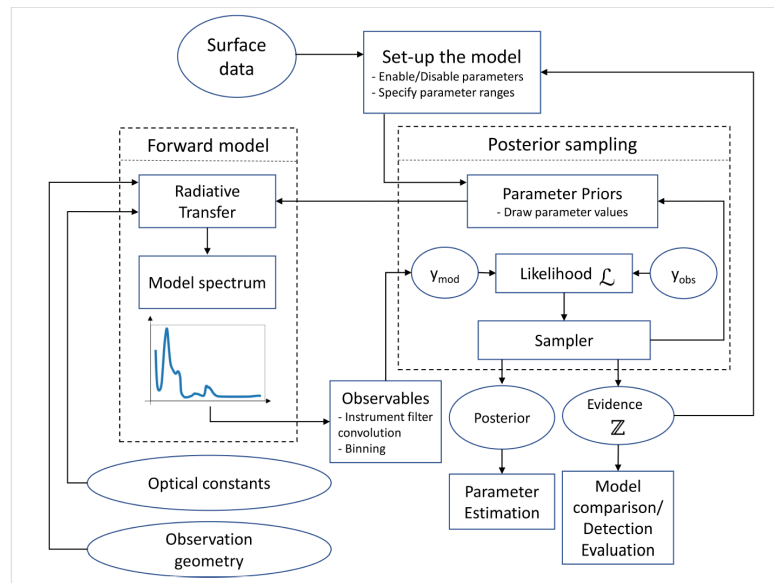 Surface
data
Set-up the model
- Enable/Disable parameters
- Specify parameter ranges
Forward model
Radiative
Transfer
Model spectrum
Posterior sampling
Parameter Priors
- Draw parameter values
y_mod
Likelihood ℒ
y_obs
Sampler
Observables
- Instrument filter
convolution
- Binning
Posterior
Evidence
ℤ
Parameter
Estimation
Model
comparison/
Detection
Evaluation
Optical constants
Observation
geometry